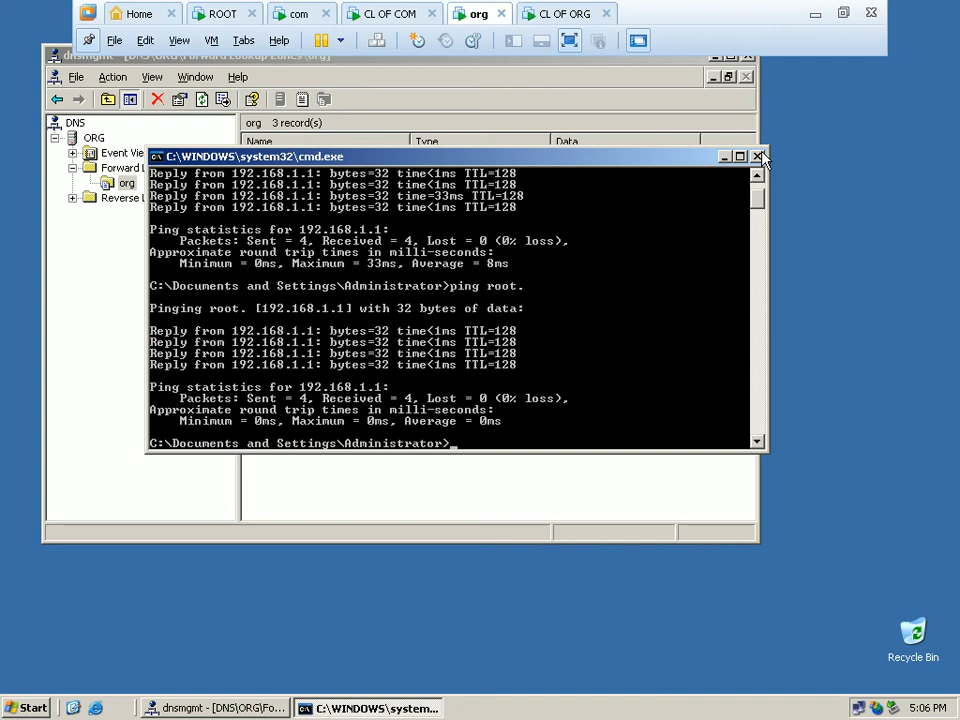 Home
ROOT
com
CL OF COM
org
CL OF ORG
File Edit View VM Tabs Help
File Action View Window Help
DNS
ORG
Event Vie
Forward L
org
Reverse L
org 3 record(s)
Name Type Data
C:\WINDOWS\system32\cmd.exe
Reply from 192.168.1.1: bytes=32 time<1ms TTL=128
Reply from 192.168.1.1: bytes=32 time<1ms TTL=128
Reply from 192.168.1.1: bytes=32 time=33ms TTL=128
Reply from 192.168.1.1: bytes=32 time<1ms TTL=128
Ping statistics for 192.168.1.1:
Packets: Sent = 4, Received = 4, Lost = 0 (0% loss),
Approximate round trip times in milli-seconds:
Minimum = 0ms, Maximum = 33ms, Average = 8ms
C:\Documents and Settings\Administrator>ping root.
Pinging root. [192.168.1.1] with 32 bytes of data:
Reply from 192.168.1.1: bytes=32 time<1ms TTL=128
Reply from 192.168.1.1: bytes=32 time<1ms TTL=128
Reply from 192.168.1.1: bytes=32 time<1ms TTL=128
Reply from 192.168.1.1: bytes=32 time<1ms TTL=128
Ping statistics for 192.168.1.1:
Packets: Sent = 4, Received = 4, Lost = 0 (0% loss),
Approximate round trip times in milli-seconds:
Minimum = 0ms, Maximum = 0ms, Average = 0ms
C:\Documents and Settings\Administrator>_
Recycle Bin
Start
dnsmgmt - [DNS\ORG\Fo...
C:\WINDOWS\system...
5:06 PM